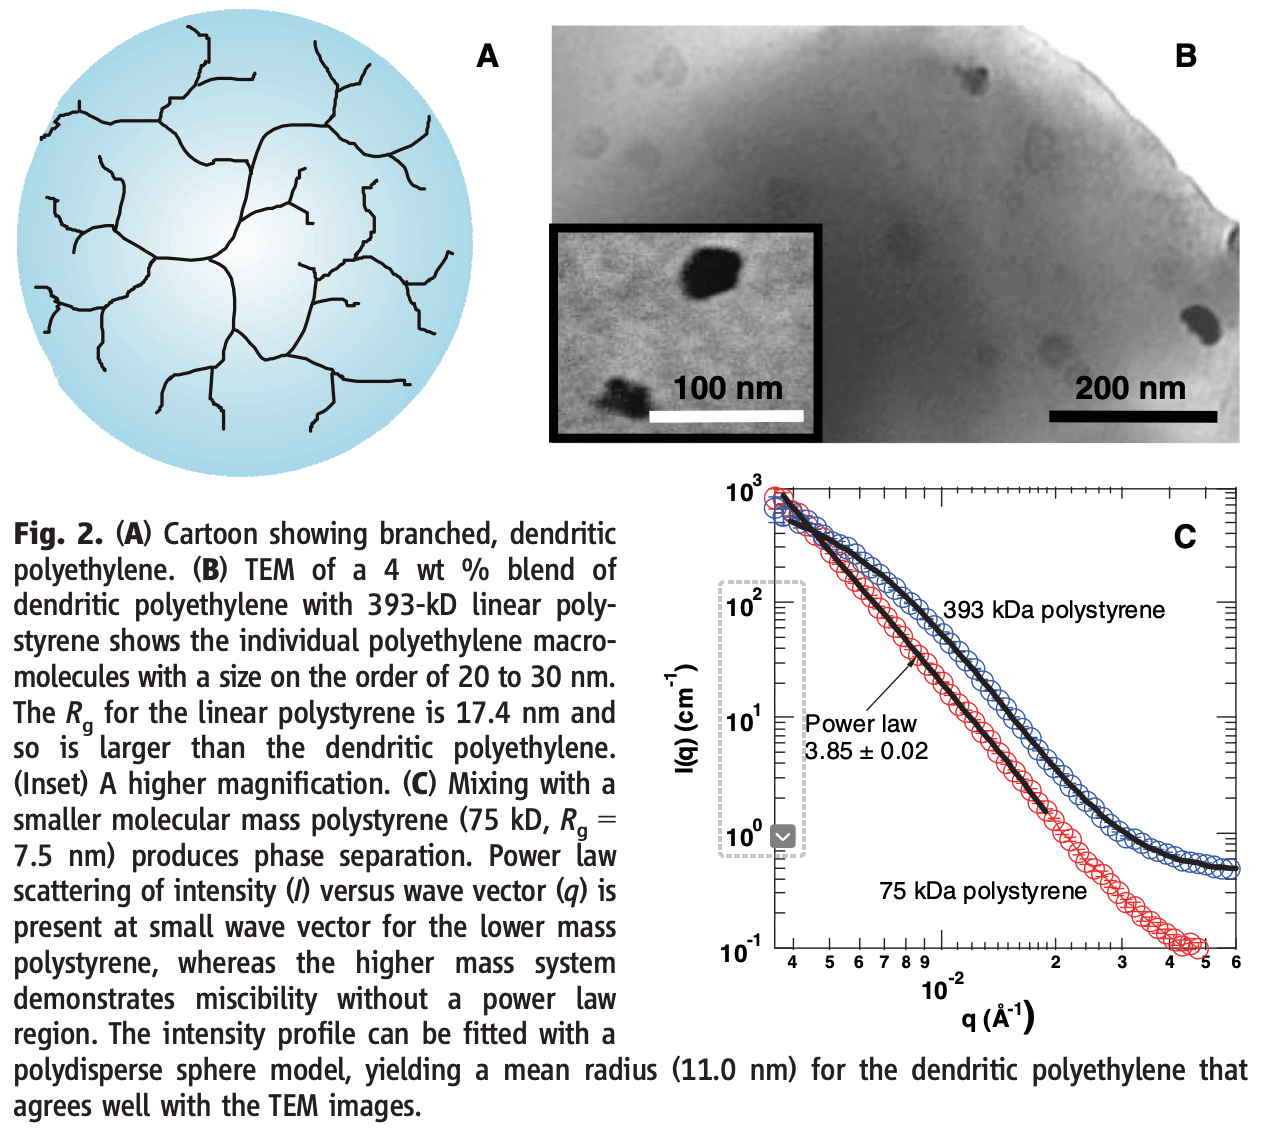 A
B
100 nm
200 nm
Fig. 2. (A) Cartoon showing branched, dendritic
polyethylene. (B) TEM of a 4 wt % blend of
dendritic polyethylene with 393-kD linear poly-
styrene shows the individual polyethylene macro-
molecules with a size on the order of 20 to 30 nm.
The Rg for the linear polystyrene is 17.4 nm and
so is larger than the dendritic polyethylene.
(Inset) A higher magnification. (C) Mixing with a
smaller molecular mass polystyrene (75 kD, Rg =
7.5 nm) produces phase separation. Power law
scattering of intensity (I) versus wave vector (q) is
present at small wave vector for the lower mass
polystyrene, whereas the higher mass system
demonstrates miscibility without a power law
region. The intensity profile can be fitted with a
polydisperse sphere model, yielding a mean radius (11.0 nm) for the dendritic polyethylene that
agrees well with the TEM images.
C
10³
10²
10¹
10⁰
10⁻¹
I(q) (cm⁻¹)
393 kDa polystyrene
Power law
3.85 ± 0.02
75 kDa polystyrene
4 5 6 7 8 9 2 3 4 5 6
10⁻²
q (Å⁻¹)